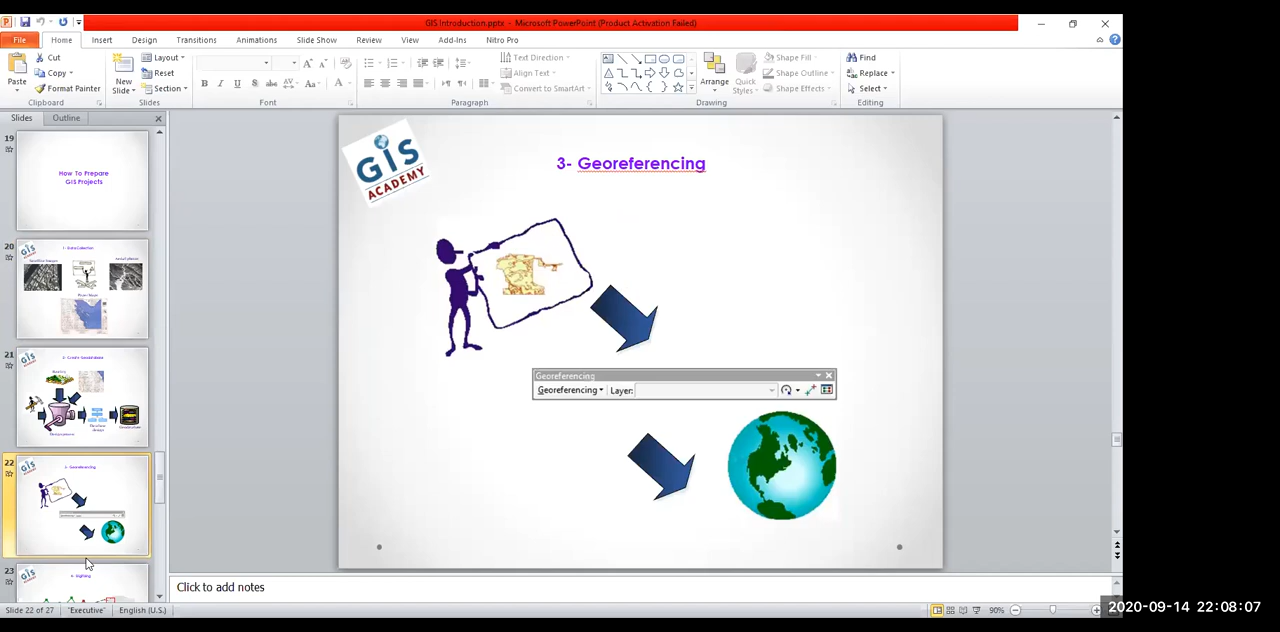 GIS Introduction.pptx - Microsoft PowerPoint (Product Activation Failed)
File Home Insert Design Transitions Animations Slide Show Review View Add-Ins Nitro Pro
Cut
Copy
Format Painter
Paste
Clipboard
New Slide
Layout
Reset
Section
Slides
Aa
Font
Text Direction
Align Text
Convert to SmartArt
Paragraph
Arrange
Quick Styles
Shape Fill
Shape Outline
Shape Effects
Drawing
Find
Replace
Select
Editing
Slides Outline
19
How To Prepare
GIS Projects
20
21
22
3- Georeferencing
23
GIS
ACADEMY
3- Georeferencing
Georeferencing
Georeferencing Layer:
Click to add notes
Slide 22 of 27 "Executive" English (U.S.) 90%
2020-09-14 22:08:07